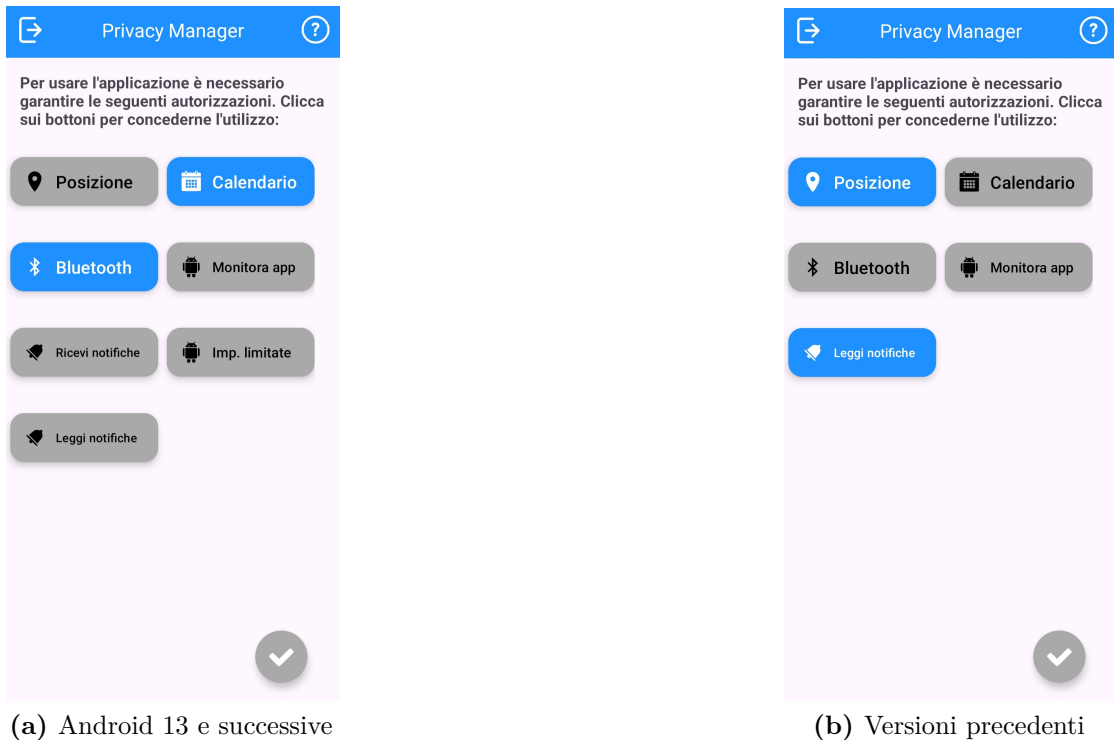 Privacy Manager
?
Per usare l'applicazione è necessario
garantire le seguenti autorizzazioni. Clicca
sui bottoni per concederne l'utilizzo:
Posizione
Calendario
Bluetooth
Monitora app
Ricevi notifiche
Imp. limitate
Leggi notifiche
(a) Android 13 e successive
Privacy Manager
?
Per usare l'applicazione è necessario
garantire le seguenti autorizzazioni. Clicca
sui bottoni per concederne l'utilizzo:
Posizione
Calendario
Bluetooth
Monitora app
Leggi notifiche
(b) Versioni precedenti